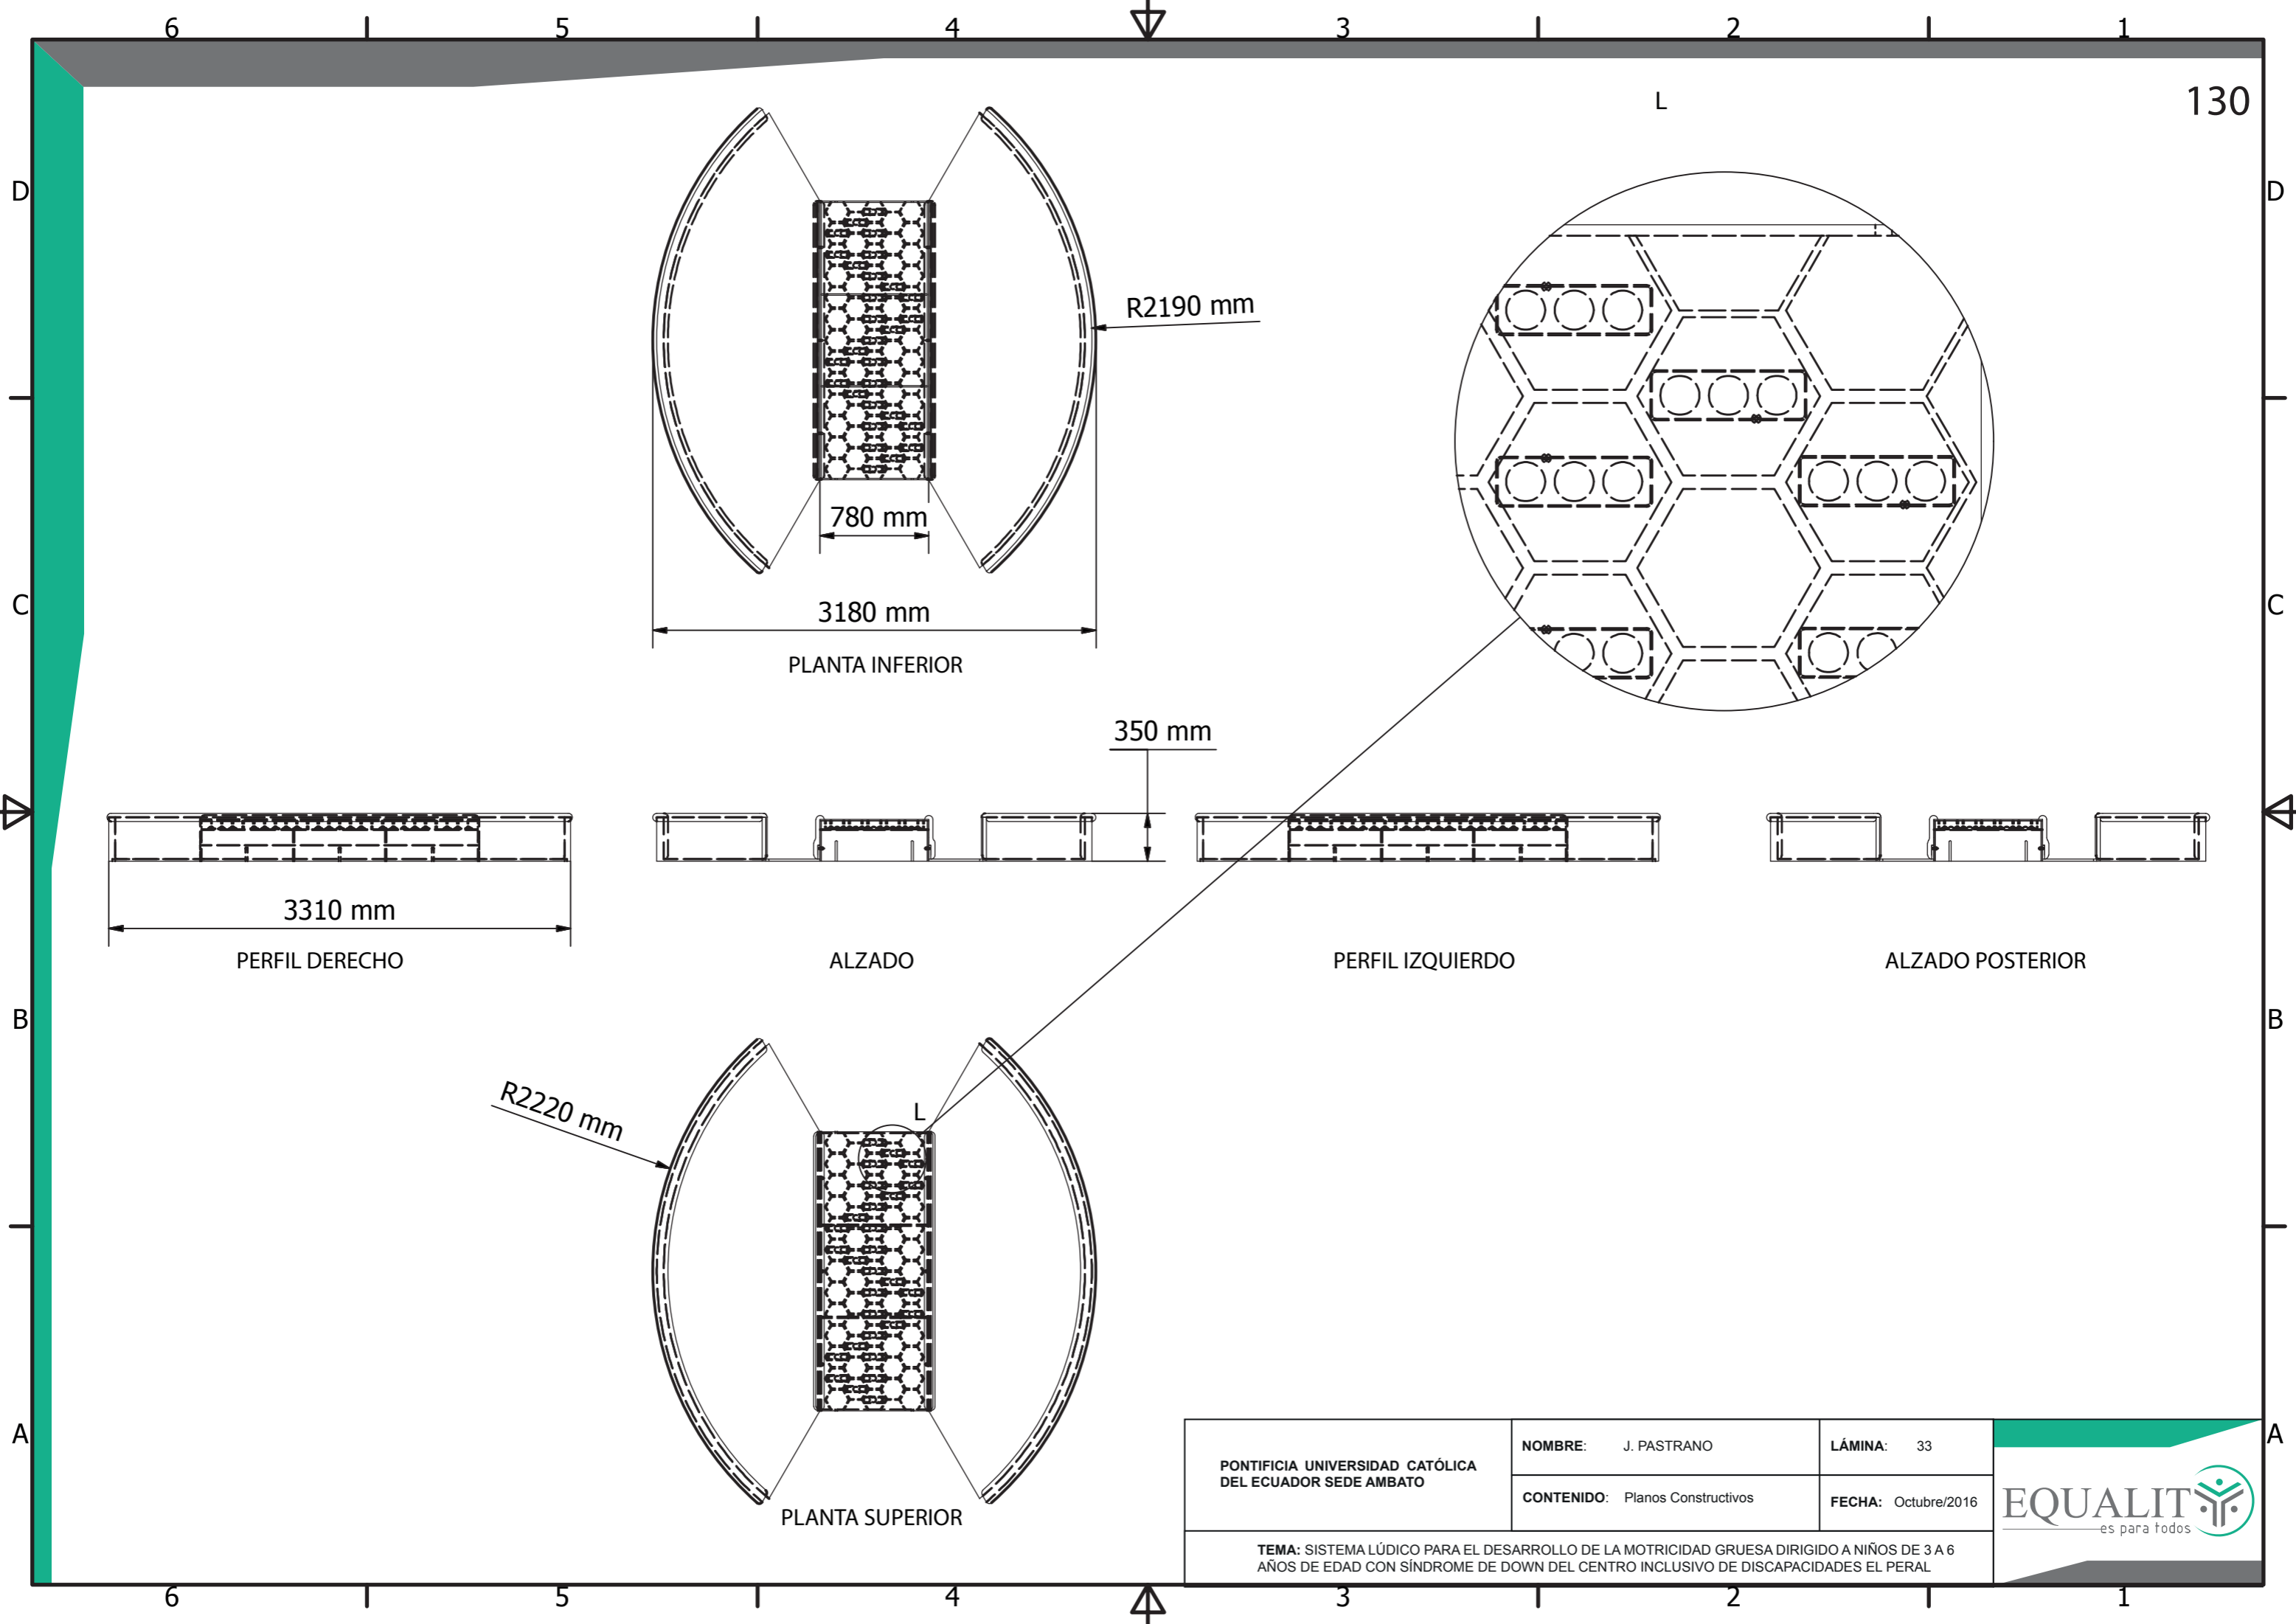 6 5 4 3 2 1
L
130
D
D
R2190 mm
780 mm
C
C
3180 mm
PLANTA INFERIOR
350 mm
3310 mm
PERFIL DERECHO
ALZADO
PERFIL IZQUIERDO
ALZADO POSTERIOR
B
B
R2220 mm
L
A
A
PLANTA SUPERIOR
PONTIFICIA UNIVERSIDAD CATÓLICA
DEL ECUADOR SEDE AMBATO
NOMBRE: J. PASTRANO
LÁMINA: 33
CONTENIDO: Planos Constructivos
FECHA: Octubre/2016
TEMA: SISTEMA LÚDICO PARA EL DESARROLLO DE LA MOTRICIDAD GRUESA DIRIGIDO A NIÑOS DE 3 A 6
AÑOS DE EDAD CON SÍNDROME DE DOWN DEL CENTRO INCLUSIVO DE DISCAPACIDADES EL PERAL
EQUALITY
es para todos
6 5 4 3 2 1